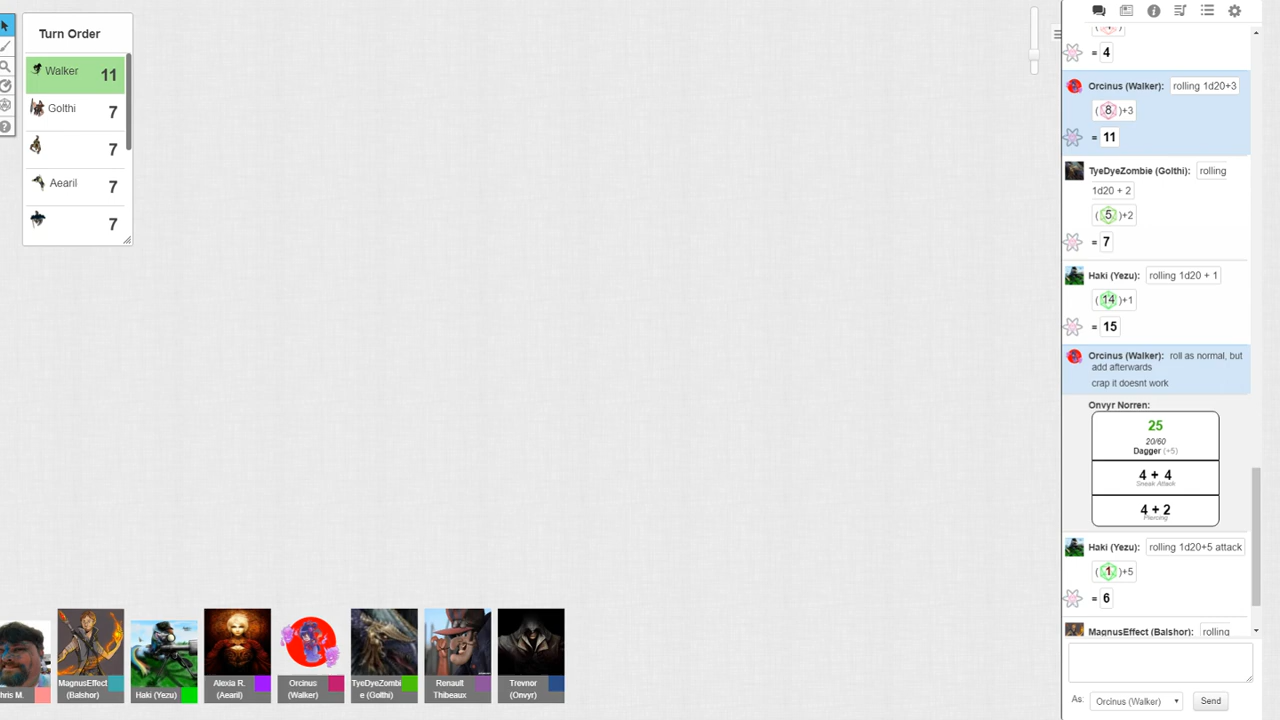 Turn Order
Walker 11
Golthi 7
7
Aearil 7
7
= 4
Orcinus (Walker): rolling 1d20+3
(8)+3
= 11
TyeDyeZombie (Golthi): rolling
1d20 + 2
(5)+2
= 7
Haki (Yezu): rolling 1d20 + 1
(14)+1
= 15
Orcinus (Walker): roll as normal, but
add afterwards
crap it doesnt work
Onvyr Norren:
25
20/60
Dagger (+5)
4 + 4
Sneak Attack
4 + 2
Piercing
Haki (Yezu): rolling 1d20+5 attack
(1)+5
= 6
MagnusEffect (Balshor): rolling
As: Orcinus (Walker) Send
hris M.
MagnusEffect
(Balshor)
Haki (Yezu)
Alexia R.
(Aearil)
Orcinus
(Walker)
TyeDyeZombi
e (Golthi)
Renault
Thibeaux
Trevnor
(Onvyr)